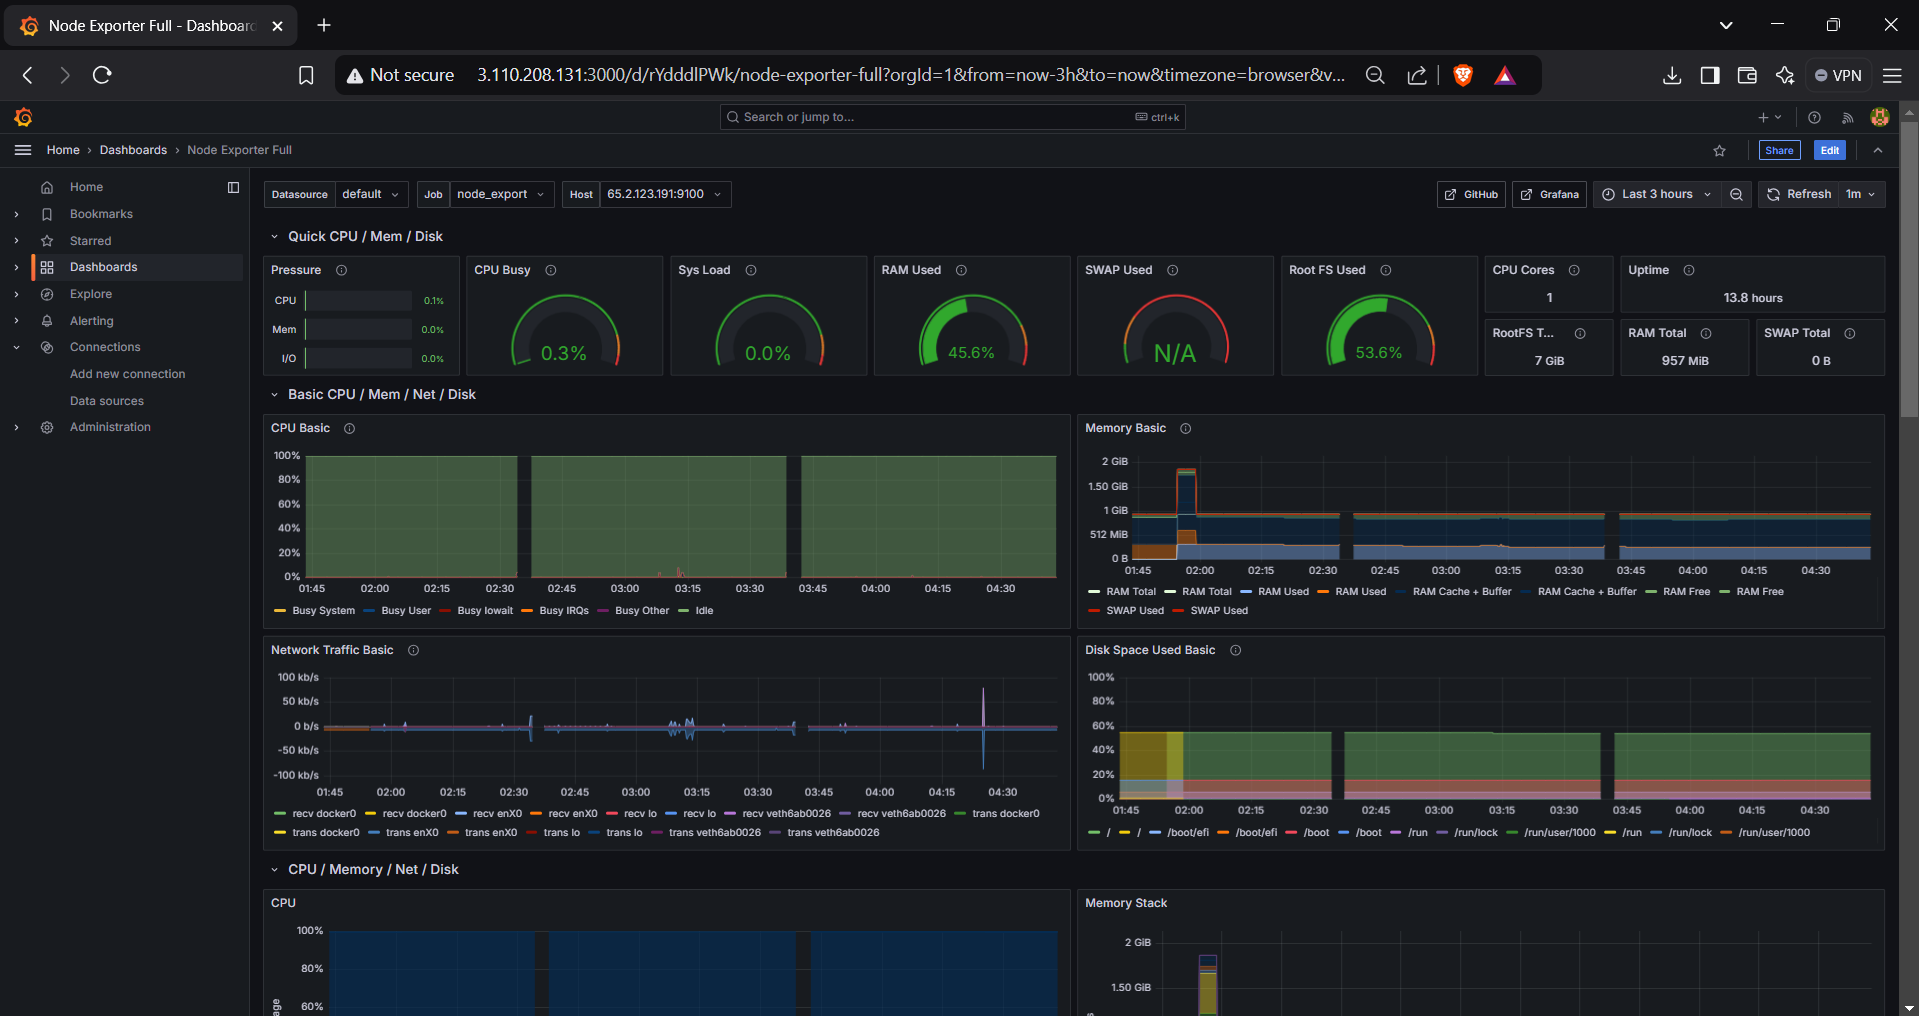 Node Exporter Full - Dashboar
Not secure 3.110.208.131:3000/d/rYdddlPWk/node-exporter-full?orgId=1&from=now-3h&to=now&timezone=browser&v... VPN
Search or jump to... ctrl+k
Home › Dashboards › Node Exporter Full Share Edit
Home
Bookmarks
Starred
Dashboards
Explore
Alerting
Connections
Add new connection
Data sources
Administration
Datasource default Job node_export Host 65.2.123.191:9100 GitHub Grafana Last 3 hours Refresh 1m
Quick CPU / Mem / Disk
Pressure
CPU 0.1%
Mem 0.0%
I/O 0.0%
CPU Busy
0.3%
Sys Load
0.0%
RAM Used
45.6%
SWAP Used
N/A
Root FS Used
53.6%
CPU Cores
1
Uptime
13.8 hours
RootFS T...
7 GiB
RAM Total
957 MiB
SWAP Total
0 B
Basic CPU / Mem / Net / Disk
CPU Basic
100%
80%
60%
40%
20%
0%
01:45 02:00 02:15 02:30 02:45 03:00 03:15 03:30 03:45 04:00 04:15 04:30
Busy System Busy User Busy Iowait Busy IRQs Busy Other Idle
Memory Basic
2 GiB
1.50 GiB
1 GiB
512 MiB
0 B
01:45 02:00 02:15 02:30 02:45 03:00 03:15 03:30 03:45 04:00 04:15 04:30
RAM Total RAM Total RAM Used RAM Used RAM Cache + Buffer RAM Cache + Buffer RAM Free RAM Free
SWAP Used SWAP Used
Network Traffic Basic
100 kb/s
50 kb/s
0 b/s
-50 kb/s
-100 kb/s
01:45 02:00 02:15 02:30 02:45 03:00 03:15 03:30 03:45 04:00 04:15 04:30
recv docker0 recv docker0 recv enX0 recv enX0 recv lo recv lo recv veth6ab0026 recv veth6ab0026 trans docker0
trans docker0 trans enX0 trans enX0 trans lo trans lo trans veth6ab0026 trans veth6ab0026
Disk Space Used Basic
100%
80%
60%
40%
20%
0%
01:45 02:00 02:15 02:30 02:45 03:00 03:15 03:30 03:45 04:00 04:15 04:30
/ / /boot/efi /boot/efi /boot /boot /run /run/lock /run/user/1000 /run /run/lock /run/user/1000
CPU / Memory / Net / Disk
CPU
100%
80%
60%
Memory Stack
2 GiB
1.50 GiB